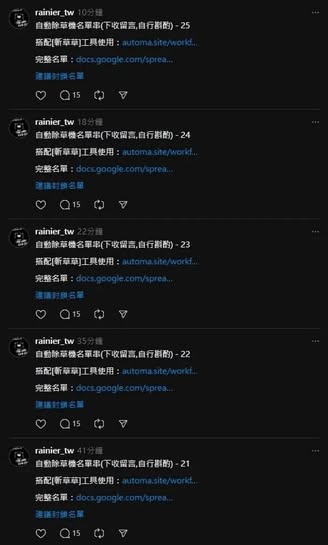 rainier_tw 10分鐘
自動除草機名單串(下收留言,自行斟酌) - 25
搭配[斬草草]工具使用：automa.site/workf...
完整名單：docs.google.com/sprea...
建議封鎖名單
15
rainier_tw 18分鐘
自動除草機名單串(下收留言,自行斟酌) - 24
搭配[斬草草]工具使用：automa.site/workf...
完整名單：docs.google.com/sprea...
建議封鎖名單
15
rainier_tw 22分鐘
自動除草機名單串(下收留言,自行斟酌) - 23
搭配[斬草草]工具使用：automa.site/workf...
完整名單：docs.google.com/sprea...
建議封鎖名單
15
rainier_tw 35分鐘
自動除草機名單串(下收留言,自行斟酌) - 22
搭配[斬草草]工具使用：automa.site/workf...
完整名單：docs.google.com/sprea...
建議封鎖名單
15
rainier_tw 41分鐘
自動除草機名單串(下收留言,自行斟酌) - 21
搭配[斬草草]工具使用：automa.site/workf...
完整名單：docs.google.com/sprea...
建議封鎖名單
15